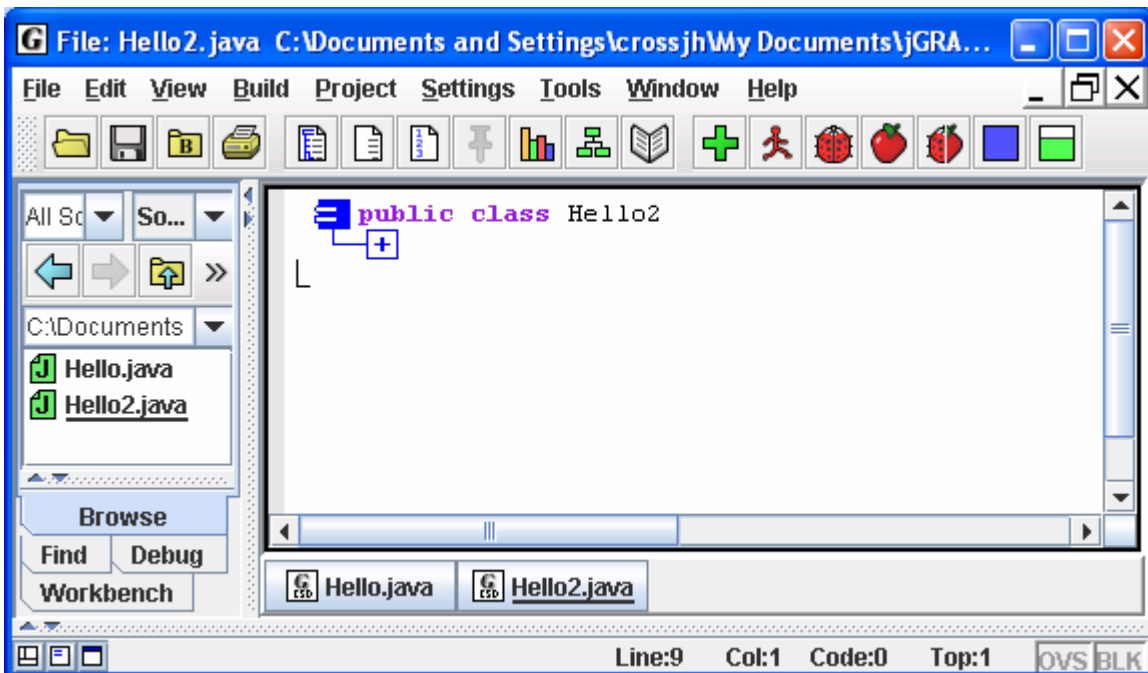 File: Hello2.java C:\Documents and Settings\crossjh\My Documents\jGRA...
File Edit View Build Project Settings Tools Window Help
B
All So
So...
»
C:\Documents
Hello.java
Hello2.java
Browse
Find Debug
Workbench
public class Hello2
Hello.java Hello2.java
Line:9 Col:1 Code:0 Top:1 OVS BLK